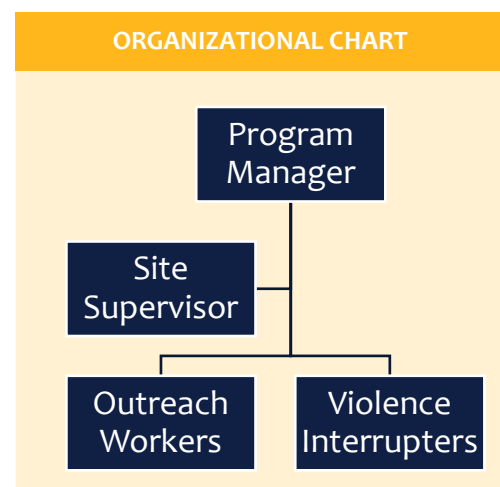 ORGANIZATIONAL CHART
Program
Manager
Site
Supervisor
Outreach
Workers
Violence
Interrupters